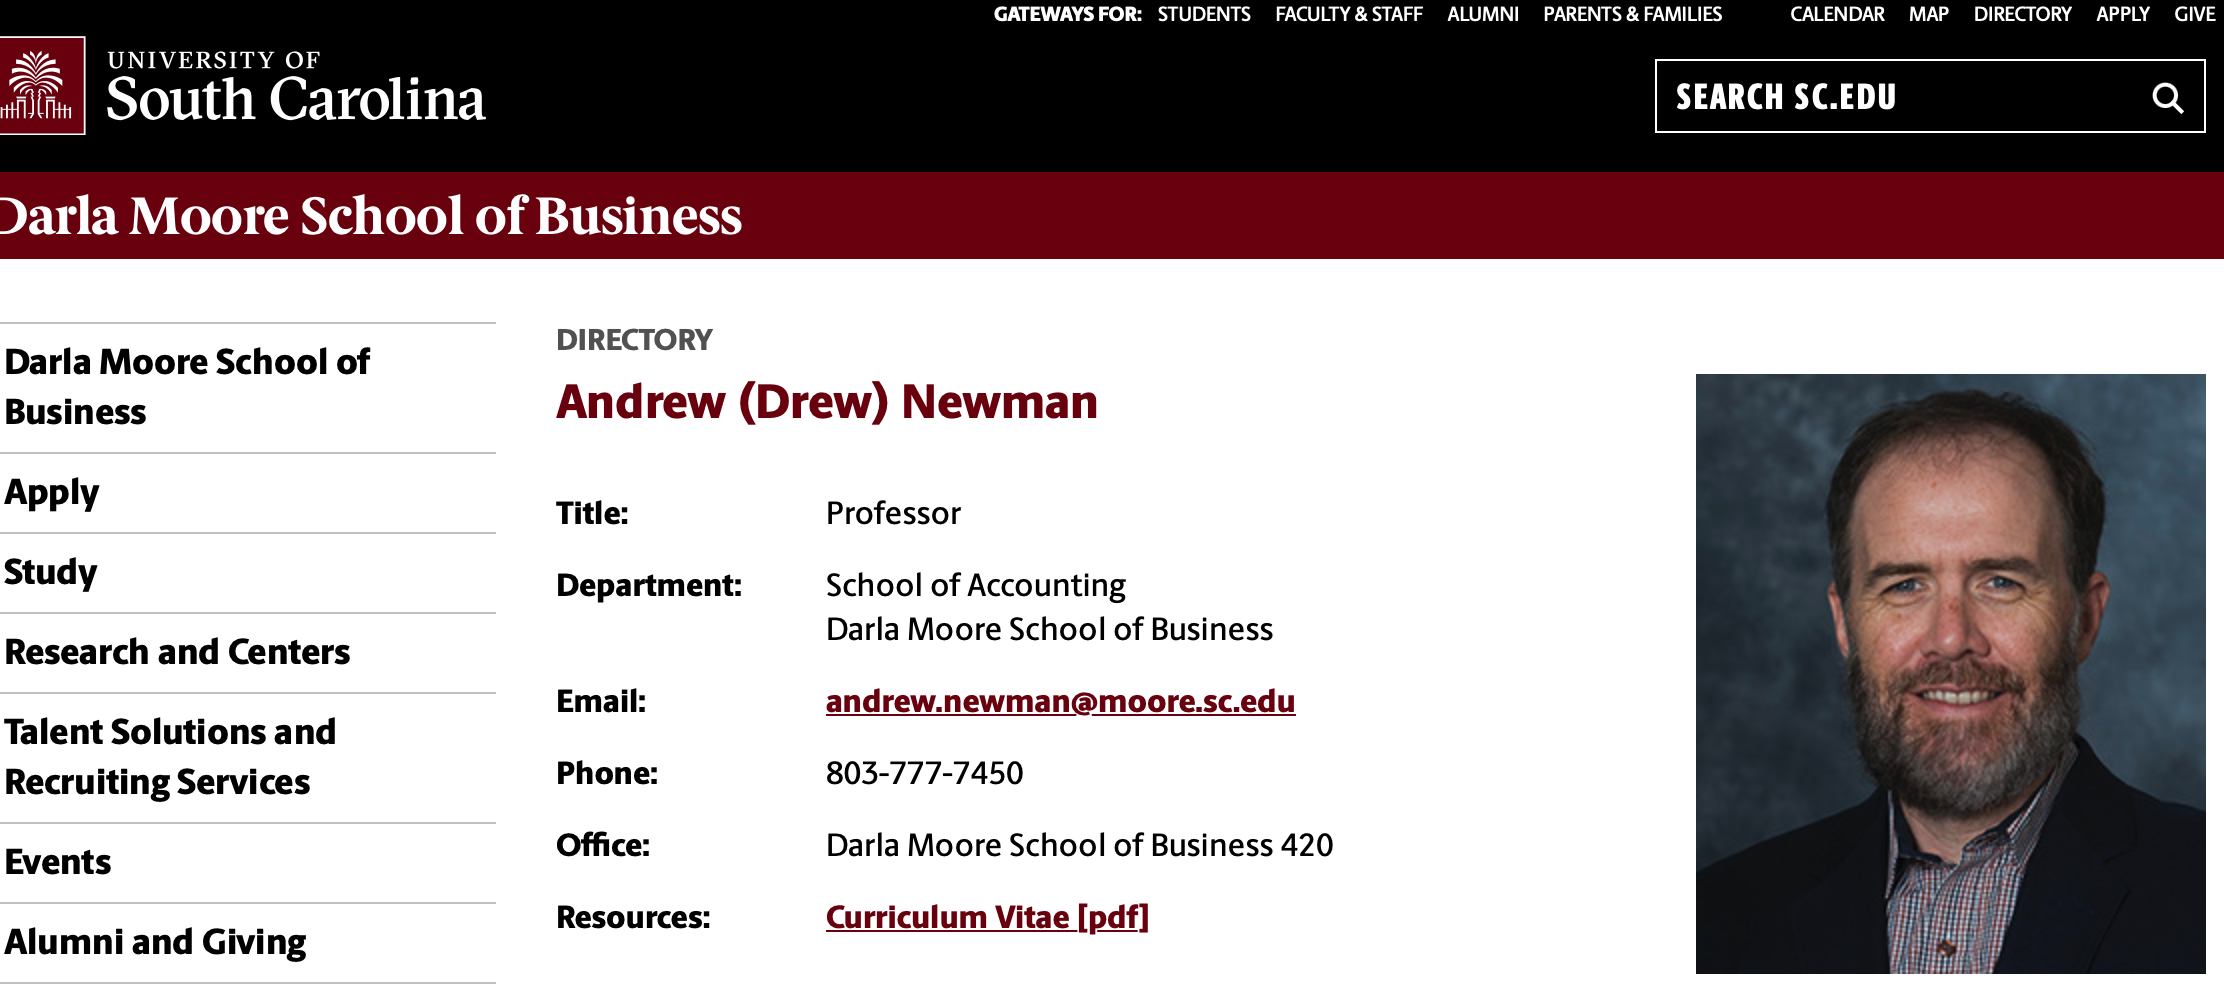 GATEWAYS FOR: STUDENTS FACULTY & STAFF ALUMNI PARENTS & FAMILIES CALENDAR MAP DIRECTORY APPLY GIVE
UNIVERSITY OF
South Carolina
SEARCH SC.EDU
Darla Moore School of Business
Darla Moore School of
Business
Apply
Study
Research and Centers
Talent Solutions and
Recruiting Services
Events
Alumni and Giving
DIRECTORY
Andrew (Drew) Newman
Title: Professor
Department: School of Accounting
Darla Moore School of Business
Email: andrew.newman@moore.sc.edu
Phone: 803-777-7450
Office: Darla Moore School of Business 420
Resources: Curriculum Vitae [pdf]